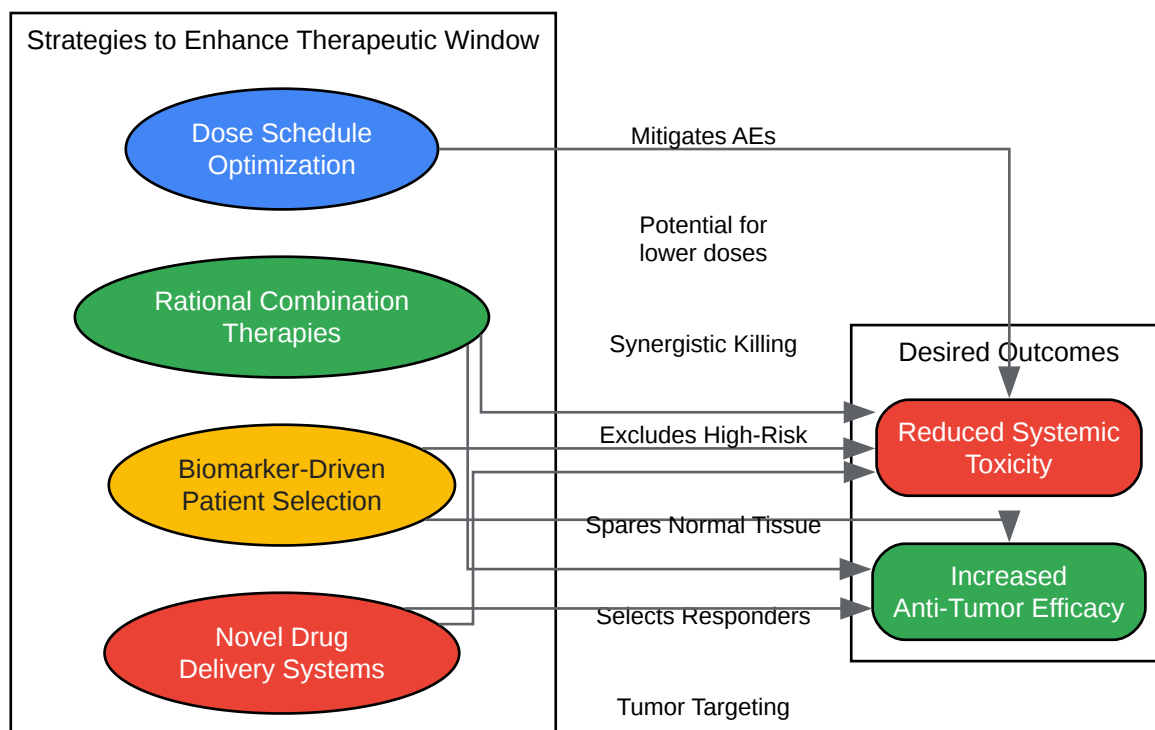 Strategies to Enhance Therapeutic Window
Dose Schedule
Optimization
Mitigates AEs
Potential for
lower doses
Rational Combination
Therapies
Synergistic Killing
Desired Outcomes
Excludes High-Risk
Reduced Systemic
Toxicity
Biomarker-Driven
Patient Selection
Spares Normal Tissue
Increased
Anti-Tumor Efficacy
Selects Responders
Novel Drug
Delivery Systems
Tumor Targeting